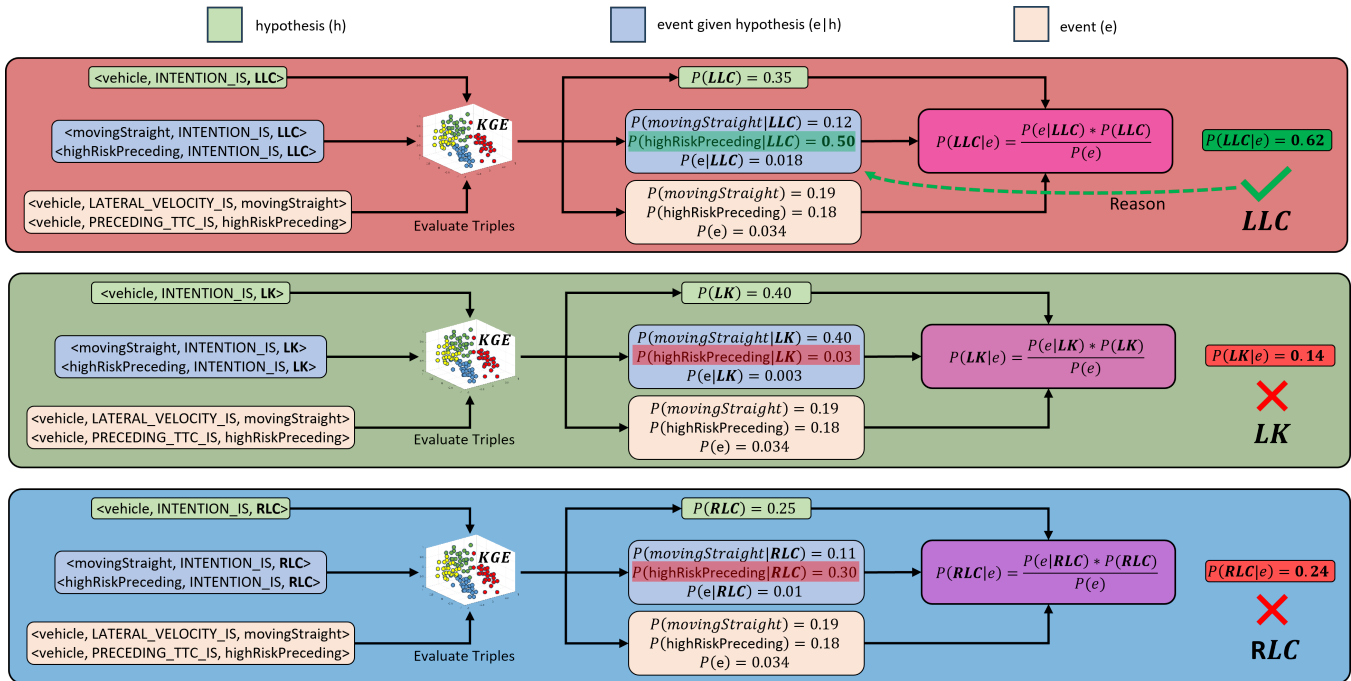 hypothesis (h)
event given hypothesis (e|h)
event (e)
<vehicle, INTENTION_IS, LLC>
<movingStraight, INTENTION_IS, LLC>
<highRiskPreceding, INTENTION_IS, LLC>
<vehicle, LATERAL_VELOCITY_IS, movingStraight>
<vehicle, PRECEDING_TTC_IS, highRiskPreceding>
KGE
Evaluate Triples
P(LLC) = 0.35
P(movingStraight|LLC) = 0.12
P(highRiskPreceding|LLC) = 0.50
P(e|LLC) = 0.018
P(movingStraight) = 0.19
P(highRiskPreceding) = 0.18
P(e) = 0.034
P(LLC|e) = P(e|LLC) * P(LLC) / P(e)
P(LLC|e) = 0.62
Reason
LLC
<vehicle, INTENTION_IS, LK>
<movingStraight, INTENTION_IS, LK>
<highRiskPreceding, INTENTION_IS, LK>
<vehicle, LATERAL_VELOCITY_IS, movingStraight>
<vehicle, PRECEDING_TTC_IS, highRiskPreceding>
KGE
Evaluate Triples
P(LK) = 0.40
P(movingStraight|LK) = 0.40
P(highRiskPreceding|LK) = 0.03
P(e|LK) = 0.003
P(movingStraight) = 0.19
P(highRiskPreceding) = 0.18
P(e) = 0.034
P(LK|e) = P(e|LK) * P(LK) / P(e)
P(LK|e) = 0.14
LK
<vehicle, INTENTION_IS, RLC>
<movingStraight, INTENTION_IS, RLC>
<highRiskPreceding, INTENTION_IS, RLC>
<vehicle, LATERAL_VELOCITY_IS, movingStraight>
<vehicle, PRECEDING_TTC_IS, highRiskPreceding>
KGE
Evaluate Triples
P(RLC) = 0.25
P(movingStraight|RLC) = 0.11
P(highRiskPreceding|RLC) = 0.30
P(e|RLC) = 0.01
P(movingStraight) = 0.19
P(highRiskPreceding) = 0.18
P(e) = 0.034
P(RLC|e) = P(e|RLC) * P(RLC) / P(e)
P(RLC|e) = 0.24
RLC